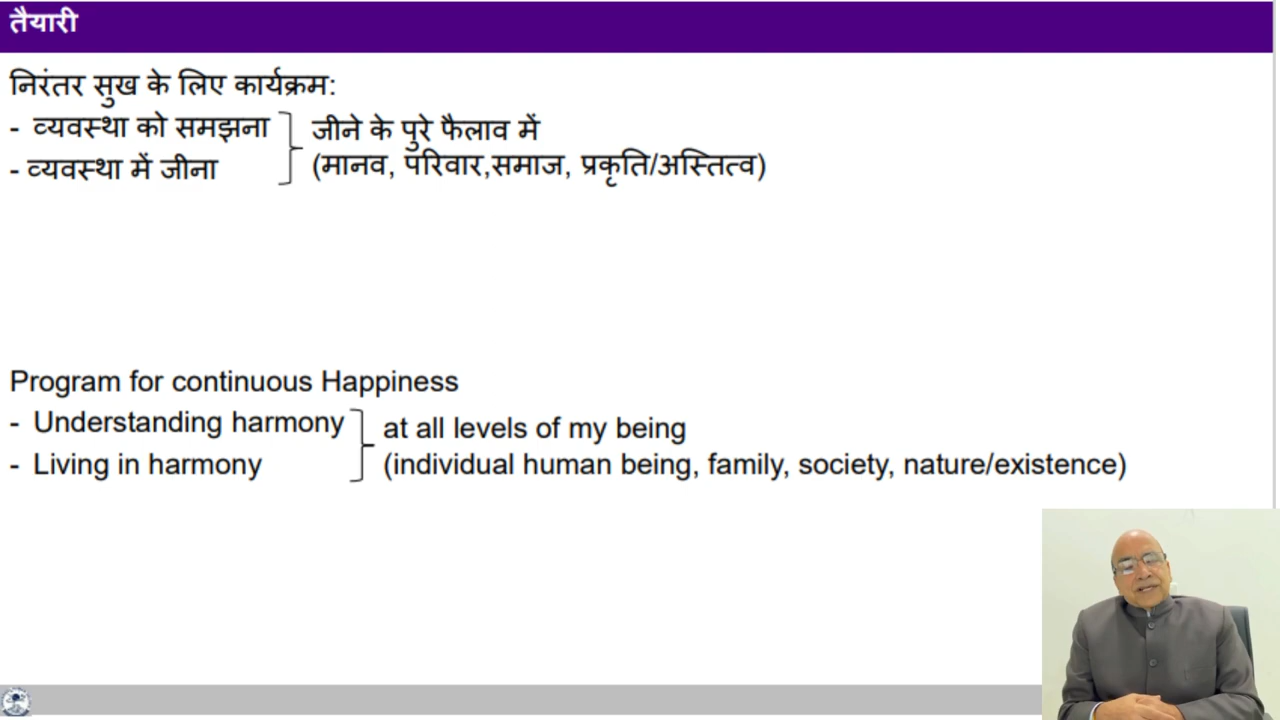 तैयारी
निरंतर सुख के लिए कार्यक्रम:
- व्यवस्था को समझना
- व्यवस्था में जीना
जीने के पुरे फैलाव में
(मानव, परिवार,समाज, प्रकृति/अस्तित्व)
Program for continuous Happiness
- Understanding harmony
- Living in harmony
at all levels of my being
(individual human being, family, society, nature/existence)